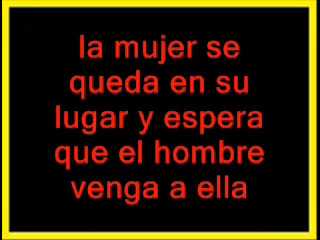 la mujer se
queda en su
lugar y espera
que el hombre
venga a ella